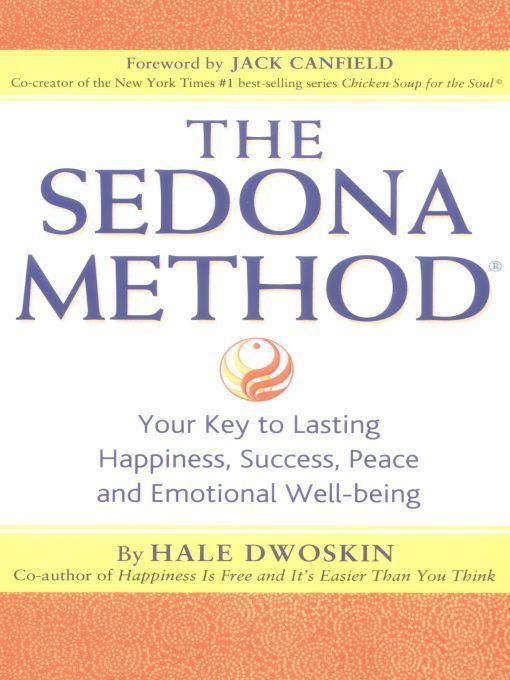 Foreword by JACK CANFIELD
Co-creator of the New York Times #1 best-selling series Chicken Soup for the Soul©
THE
SEDONA
METHOD®
Your Key to Lasting
Happiness, Success, Peace
and Emotional Well-being
By HALE DWOSKIN
Co-author of Happiness Is Free and It's Easier Than You Think